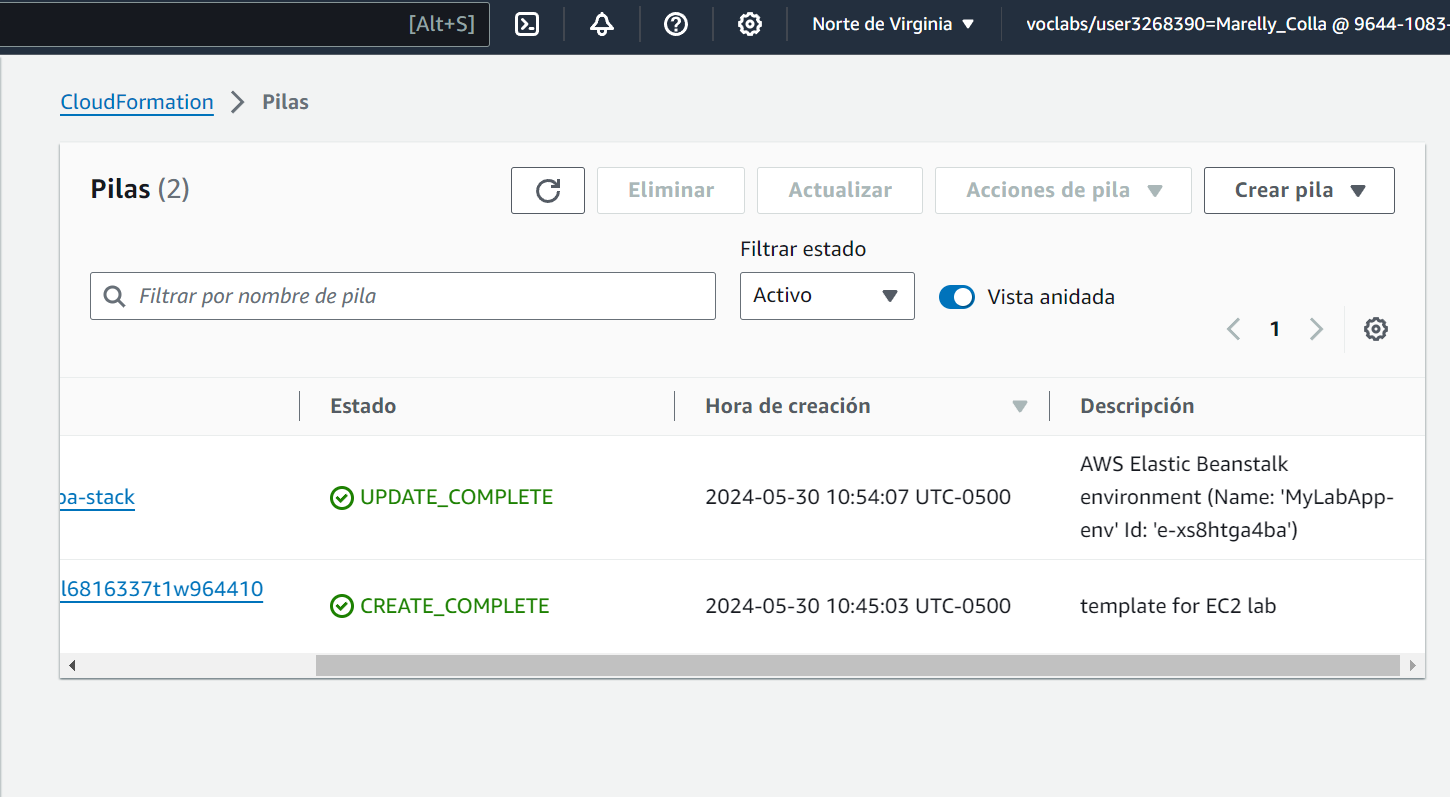 [Alt+S]
Norte de Virginia
voclabs/user3268390=Marelly_Colla @ 9644-1083-
CloudFormation
Pilas
Pilas (2)
Eliminar
Actualizar
Acciones de pila
Crear pila
Filtrar estado
Filtrar por nombre de pila
Activo
Vista anidada
1
Estado
Hora de creación
Descripción
ba-stack
UPDATE_COMPLETE
2024-05-30 10:54:07 UTC-0500
AWS Elastic Beanstalk
environment (Name: 'MyLabApp-
env' Id: 'e-xs8htga4ba')
l6816337t1w964410
CREATE_COMPLETE
2024-05-30 10:45:03 UTC-0500
template for EC2 lab